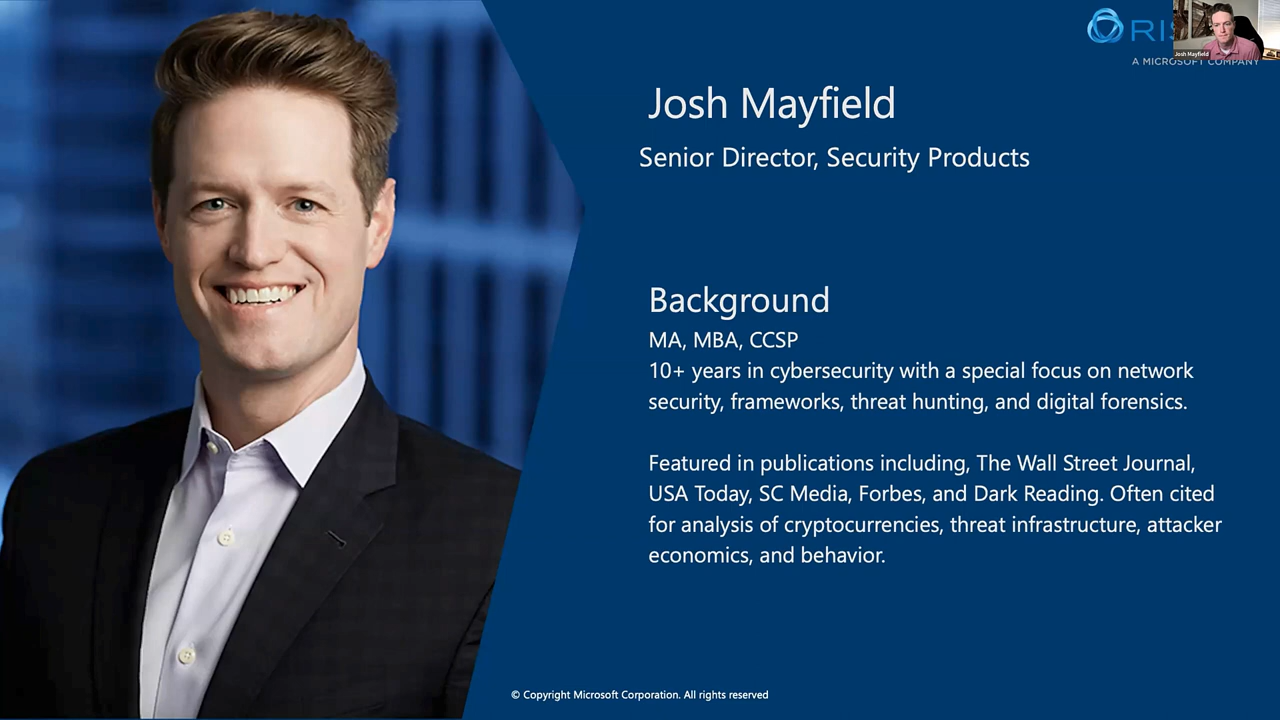 RIS
Josh Mayfield
A MICROSOFT COMPANY
Josh Mayfield
Senior Director, Security Products
Background
MA, MBA, CCSP
10+ years in cybersecurity with a special focus on network
security, frameworks, threat hunting, and digital forensics.
Featured in publications including, The Wall Street Journal,
USA Today, SC Media, Forbes, and Dark Reading. Often cited
for analysis of cryptocurrencies, threat infrastructure, attacker
economics, and behavior.
© Copyright Microsoft Corporation. All rights reserved